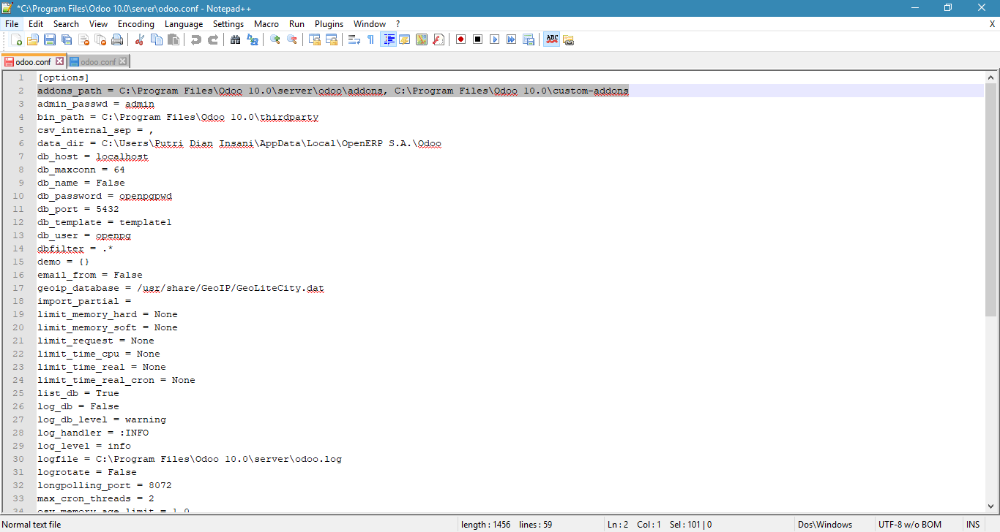 *C:\Program Files\Odoo 10.0\server\odoo.conf - Notepad++
File Edit Search View Encoding Language Settings Macro Run Plugins Window ? X
odoo.conf odoo.conf
1 [options]
2 addons_path = C:\Program Files\Odoo 10.0\server\odoo\addons, C:\Program Files\Odoo 10.0\custom-addons
3 admin_passwd = admin
4 bin_path = C:\Program Files\Odoo 10.0\thirdparty
5 csv_internal_sep = ,
6 data_dir = C:\Users\Putri Dian Insani\AppData\Local\OpenERP S.A.\Odoo
7 db_host = localhost
8 db_maxconn = 64
9 db_name = False
10 db_password = openpgpwd
11 db_port = 5432
12 db_template = template1
13 db_user = openpg
14 dbfilter = .*
15 demo = {}
16 email_from = False
17 geoip_database = /usr/share/GeoIP/GeoLiteCity.dat
18 import_partial =
19 limit_memory_hard = None
20 limit_memory_soft = None
21 limit_request = None
22 limit_time_cpu = None
23 limit_time_real = None
24 limit_time_real_cron = None
25 list_db = True
26 log_db = False
27 log_db_level = warning
28 log_handler = :INFO
29 log_level = info
30 logfile = C:\Program Files\Odoo 10.0\server\odoo.log
31 logrotate = False
32 longpolling_port = 8072
33 max_cron_threads = 2
34 osv_memory_age_limit = 1.0
Normal text file length : 1456 lines : 59 Ln : 2 Col : 1 Sel : 101 | 0 Dos\Windows UTF-8 w/o BOM INS